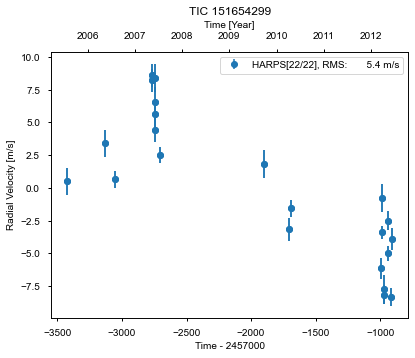 TIC 151654299
Time [Year]
2006 2007 2008 2009 2010 2011 2012
HARPS[22/22], RMS: 5.4 m/s
10.0
7.5
5.0
2.5
0.0
−2.5
−5.0
−7.5
Radial Velocity [m/s]
−3500 −3000 −2500 −2000 −1500 −1000
Time - 2457000